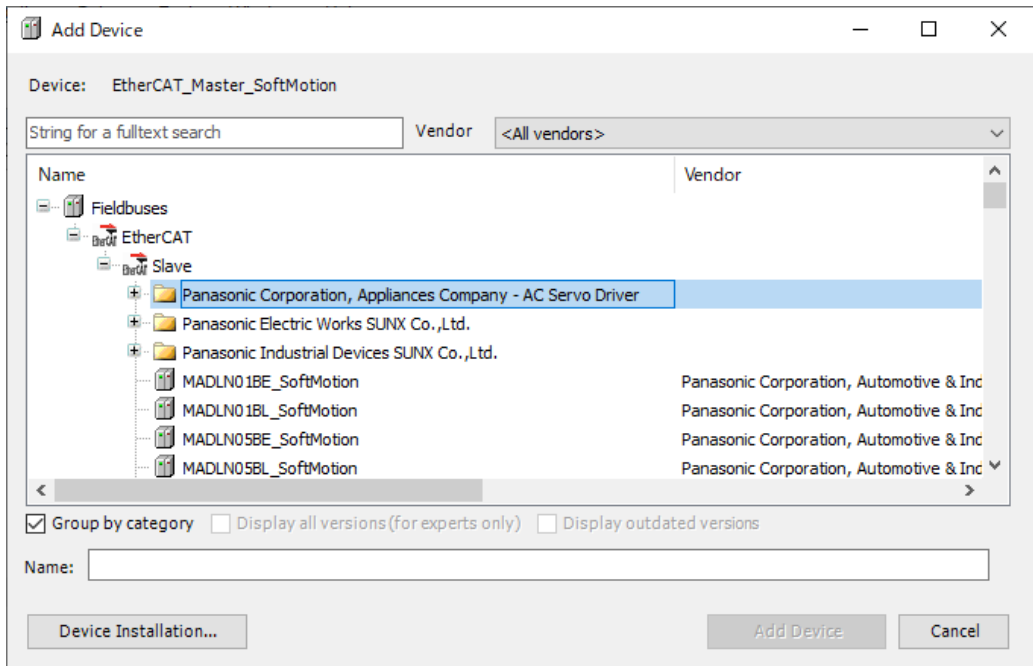 Add Device
Device: EtherCAT_Master_SoftMotion
String for a fulltext search Vendor <All vendors>
Name Vendor
Fieldbuses
EtherCAT EtherCAT
EtherCAT Slave
Panasonic Corporation, Appliances Company - AC Servo Driver
Panasonic Electric Works SUNX Co.,Ltd.
Panasonic Industrial Devices SUNX Co.,Ltd.
MADLN01BE_SoftMotion Panasonic Corporation, Automotive & Ind
MADLN01BL_SoftMotion Panasonic Corporation, Automotive & Ind
MADLN05BE_SoftMotion Panasonic Corporation, Automotive & Ind
MADLN05BL_SoftMotion Panasonic Corporation, Automotive & Ind
Group by category Display all versions (for experts only) Display outdated versions
Name:
Device Installation... Add Device Cancel